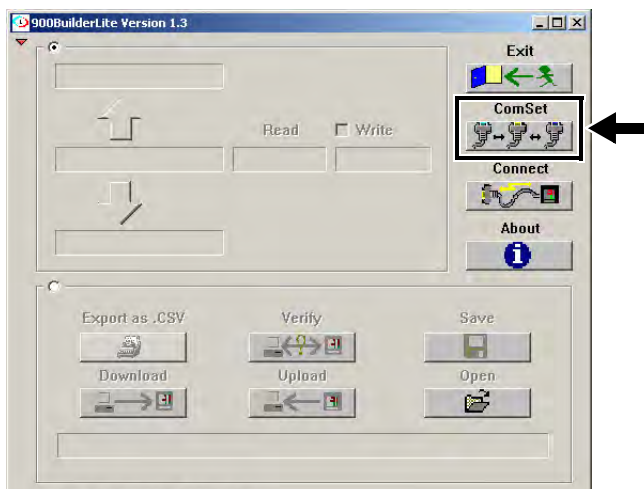 900BuilderLite Version 1.3
Exit
ComSet
Read Write
Connect
About
Export as .CSV Verify Save
Download Upload Open